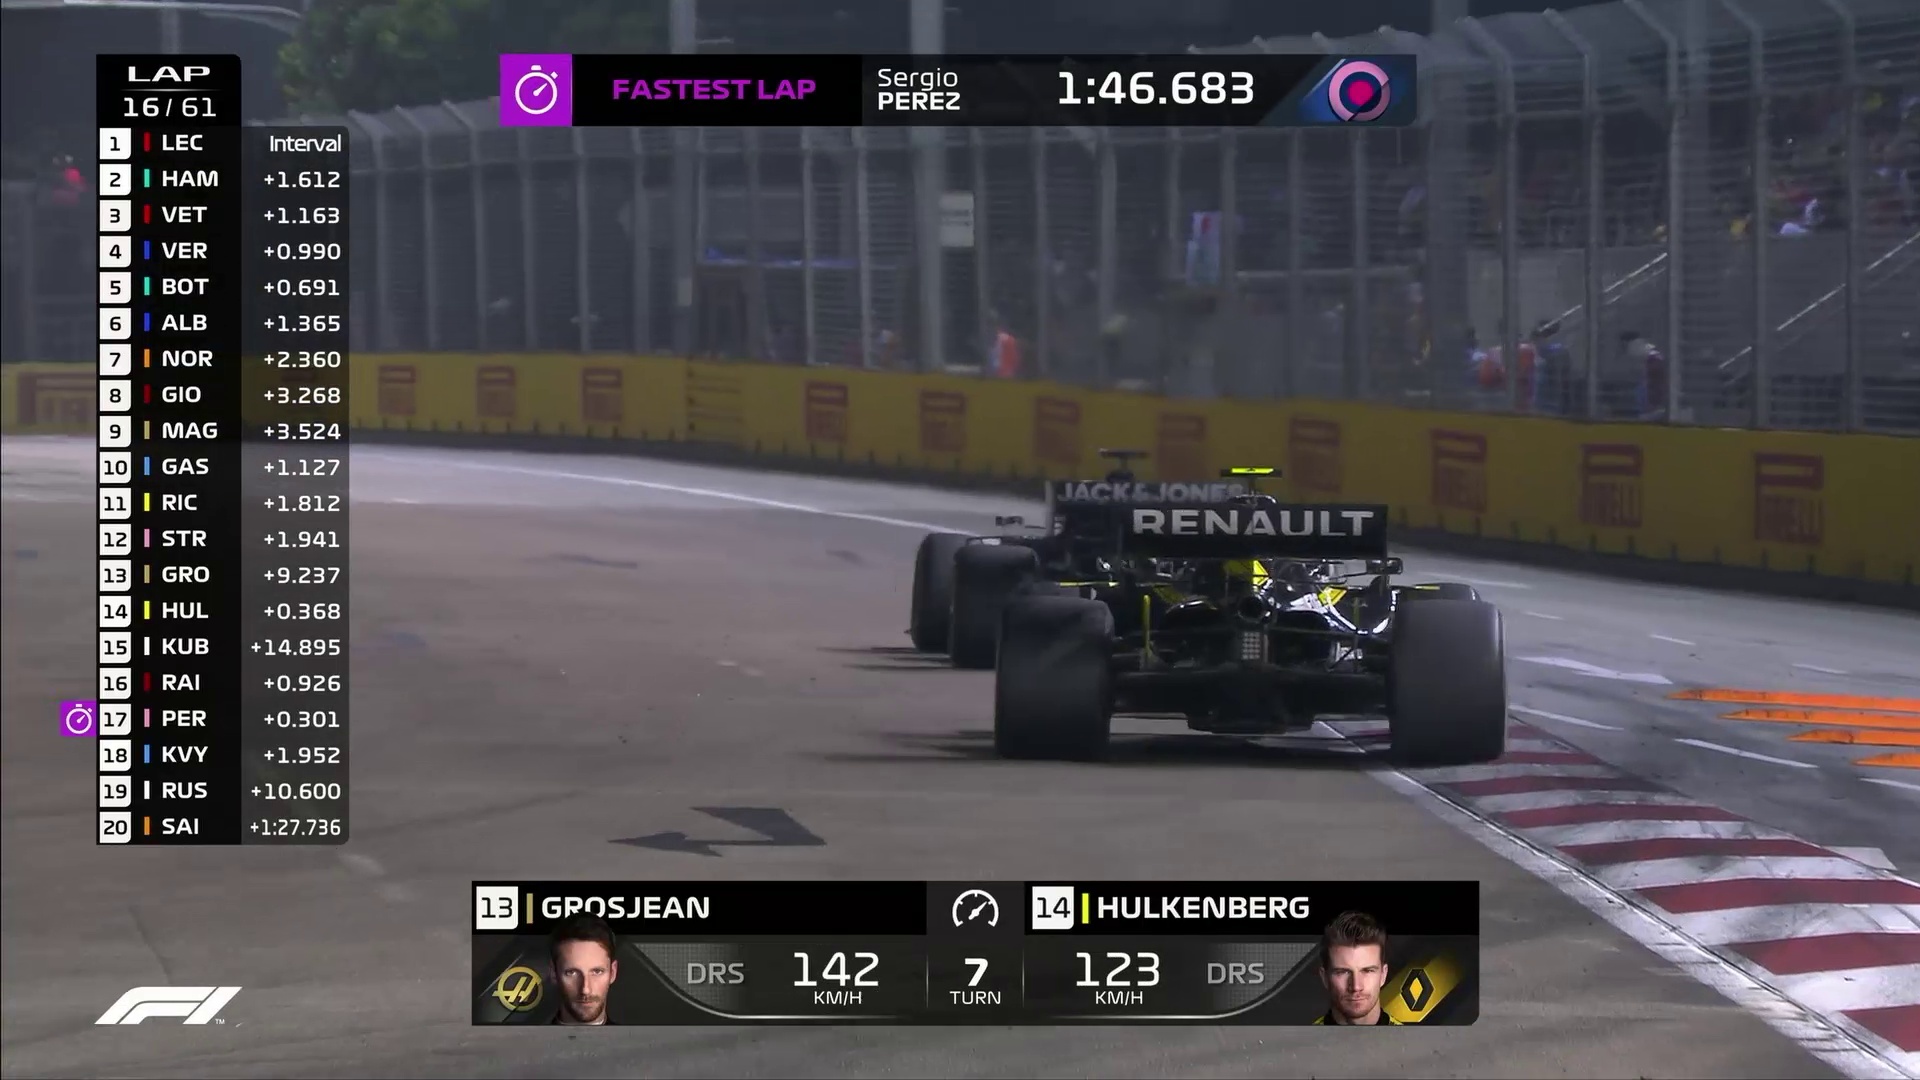 LAP
16 / 61
1 LEC Interval
2 HAM +1.612
3 VET +1.163
4 VER +0.990
5 BOT +0.691
6 ALB +1.365
7 NOR +2.360
8 GIO +3.268
9 MAG +3.524
10 GAS +1.127
11 RIC +1.812
12 STR +1.941
13 GRO +9.237
14 HUL +0.368
15 KUB +14.895
16 RAI +0.926
17 PER +0.301
18 KVY +1.952
19 RUS +10.600
20 SAI +1:27.736
FASTEST LAP Sergio PEREZ 1:46.683
PIRELLI
PIRELLI
PIRELLI
JACK&JONES
RENAULT
13 GROSJEAN
DRS 142 KM/H
7 TURN
14 HULKENBERG
123 KM/H DRS
F1 ™